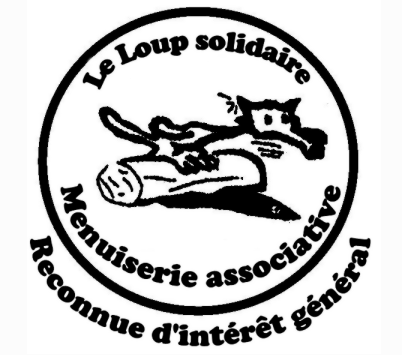 Le Loup solidaire
Menuiserie associative
Reconnue d'intérêt général